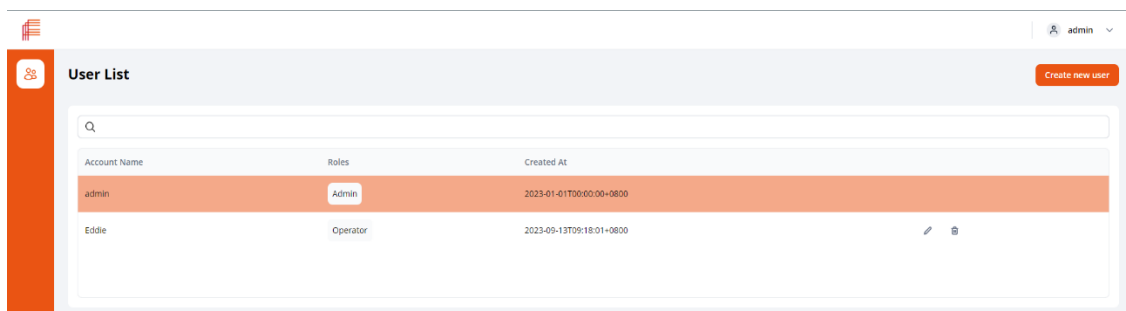 admin
User List
Create new user
Account Name Roles Created At
admin Admin 2023-01-01T00:00:00+0800
Eddie Operator 2023-09-13T09:18:01+0800